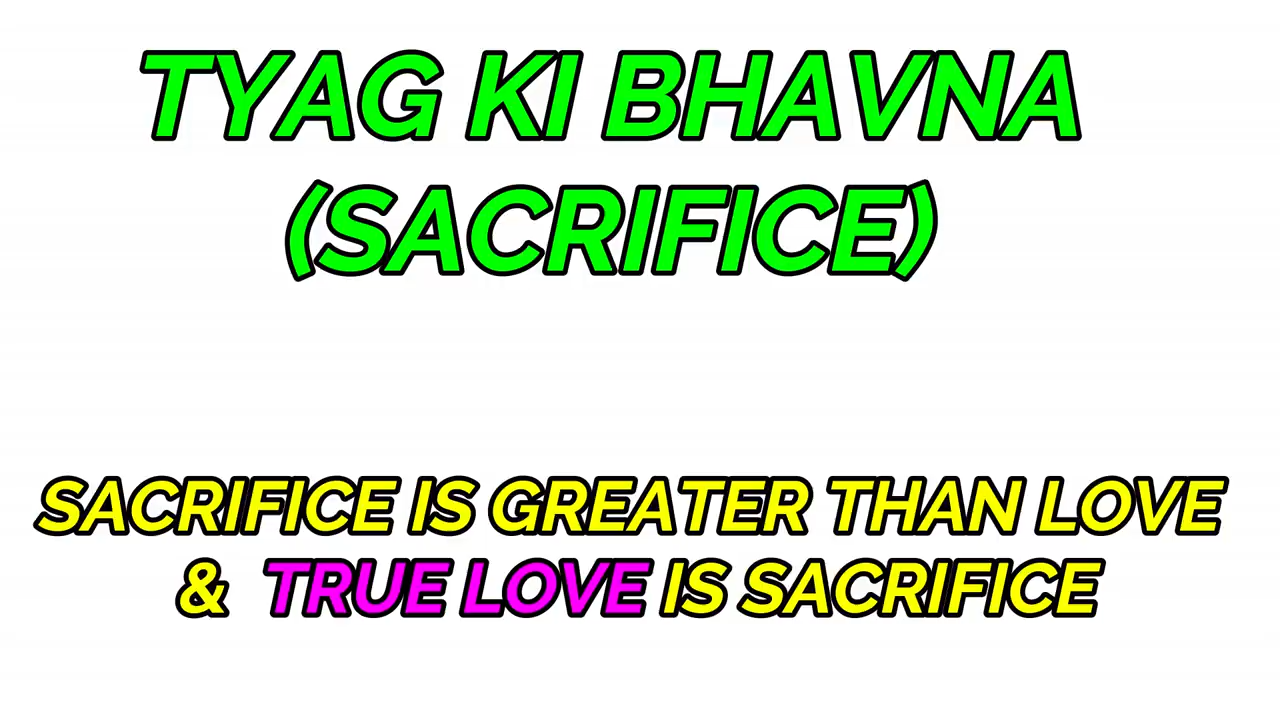 TYAG KI BHAVNA
(SACRIFICE)
SACRIFICE IS GREATER THAN LOVE
& TRUE LOVE IS SACRIFICE